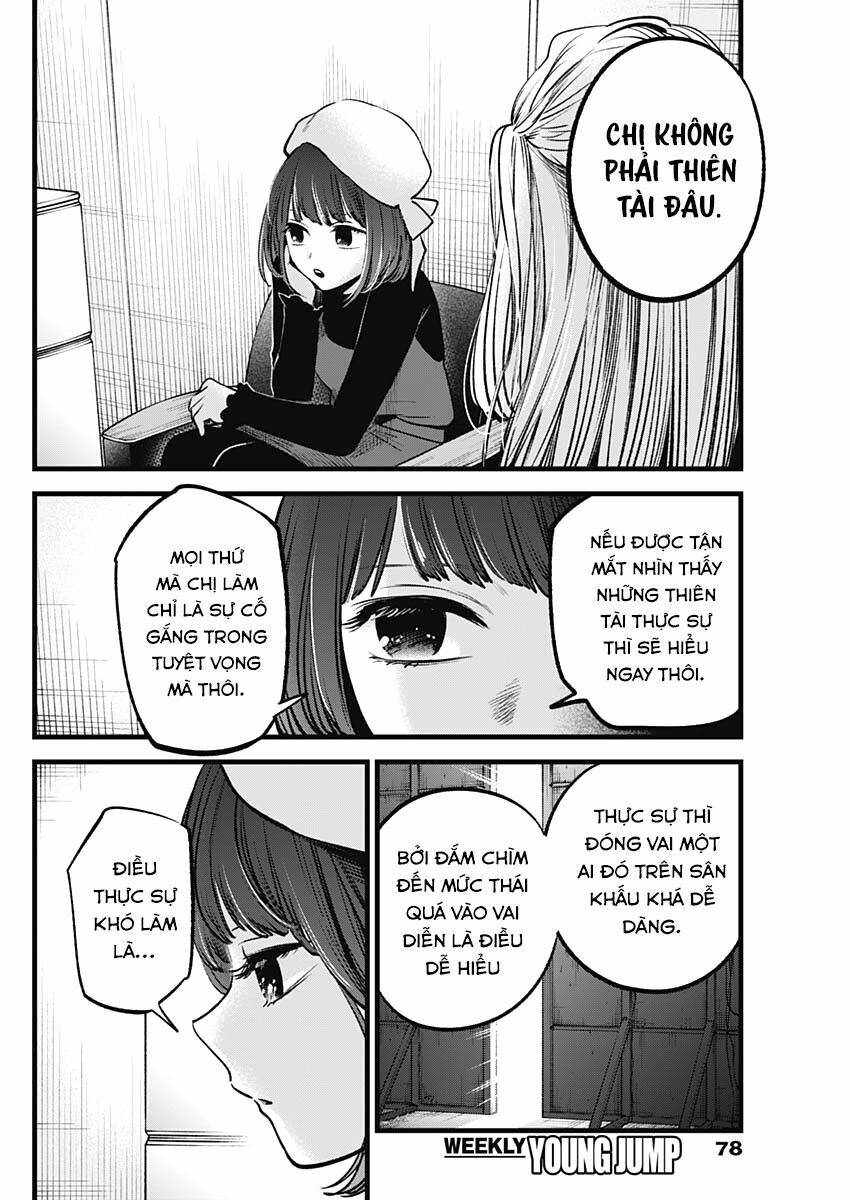 CHỊ KHÔNG
PHẢI THIÊN
TÀI ĐÂU.
NẾU ĐƯỢC TẬN
MẮT NHÌN THẤY
NHỮNG THIÊN
TÀI THỰC SỰ
THÌ SẼ HIỂU
NGAY THÔI.
MỌI THỨ
MÀ CHỊ LÀM
CHỈ LÀ SỰ CỐ
GẮNG TRONG
TUYỆT VỌNG
MÀ THÔI.
THỰC SỰ THÌ
ĐÓNG VAI MỘT
AI ĐÓ TRÊN SÂN
KHẤU KHÁ DỄ
DÀNG.
BỞI ĐẮM CHÌM
ĐẾN MỨC THÁI
QUÁ VÀO VAI
DIỄN LÀ ĐIỀU
DỄ HIỂU
ĐIỀU
THỰC SỰ
KHÓ LÀM
LÀ...
WEEKLY YOUNG JUMP 78